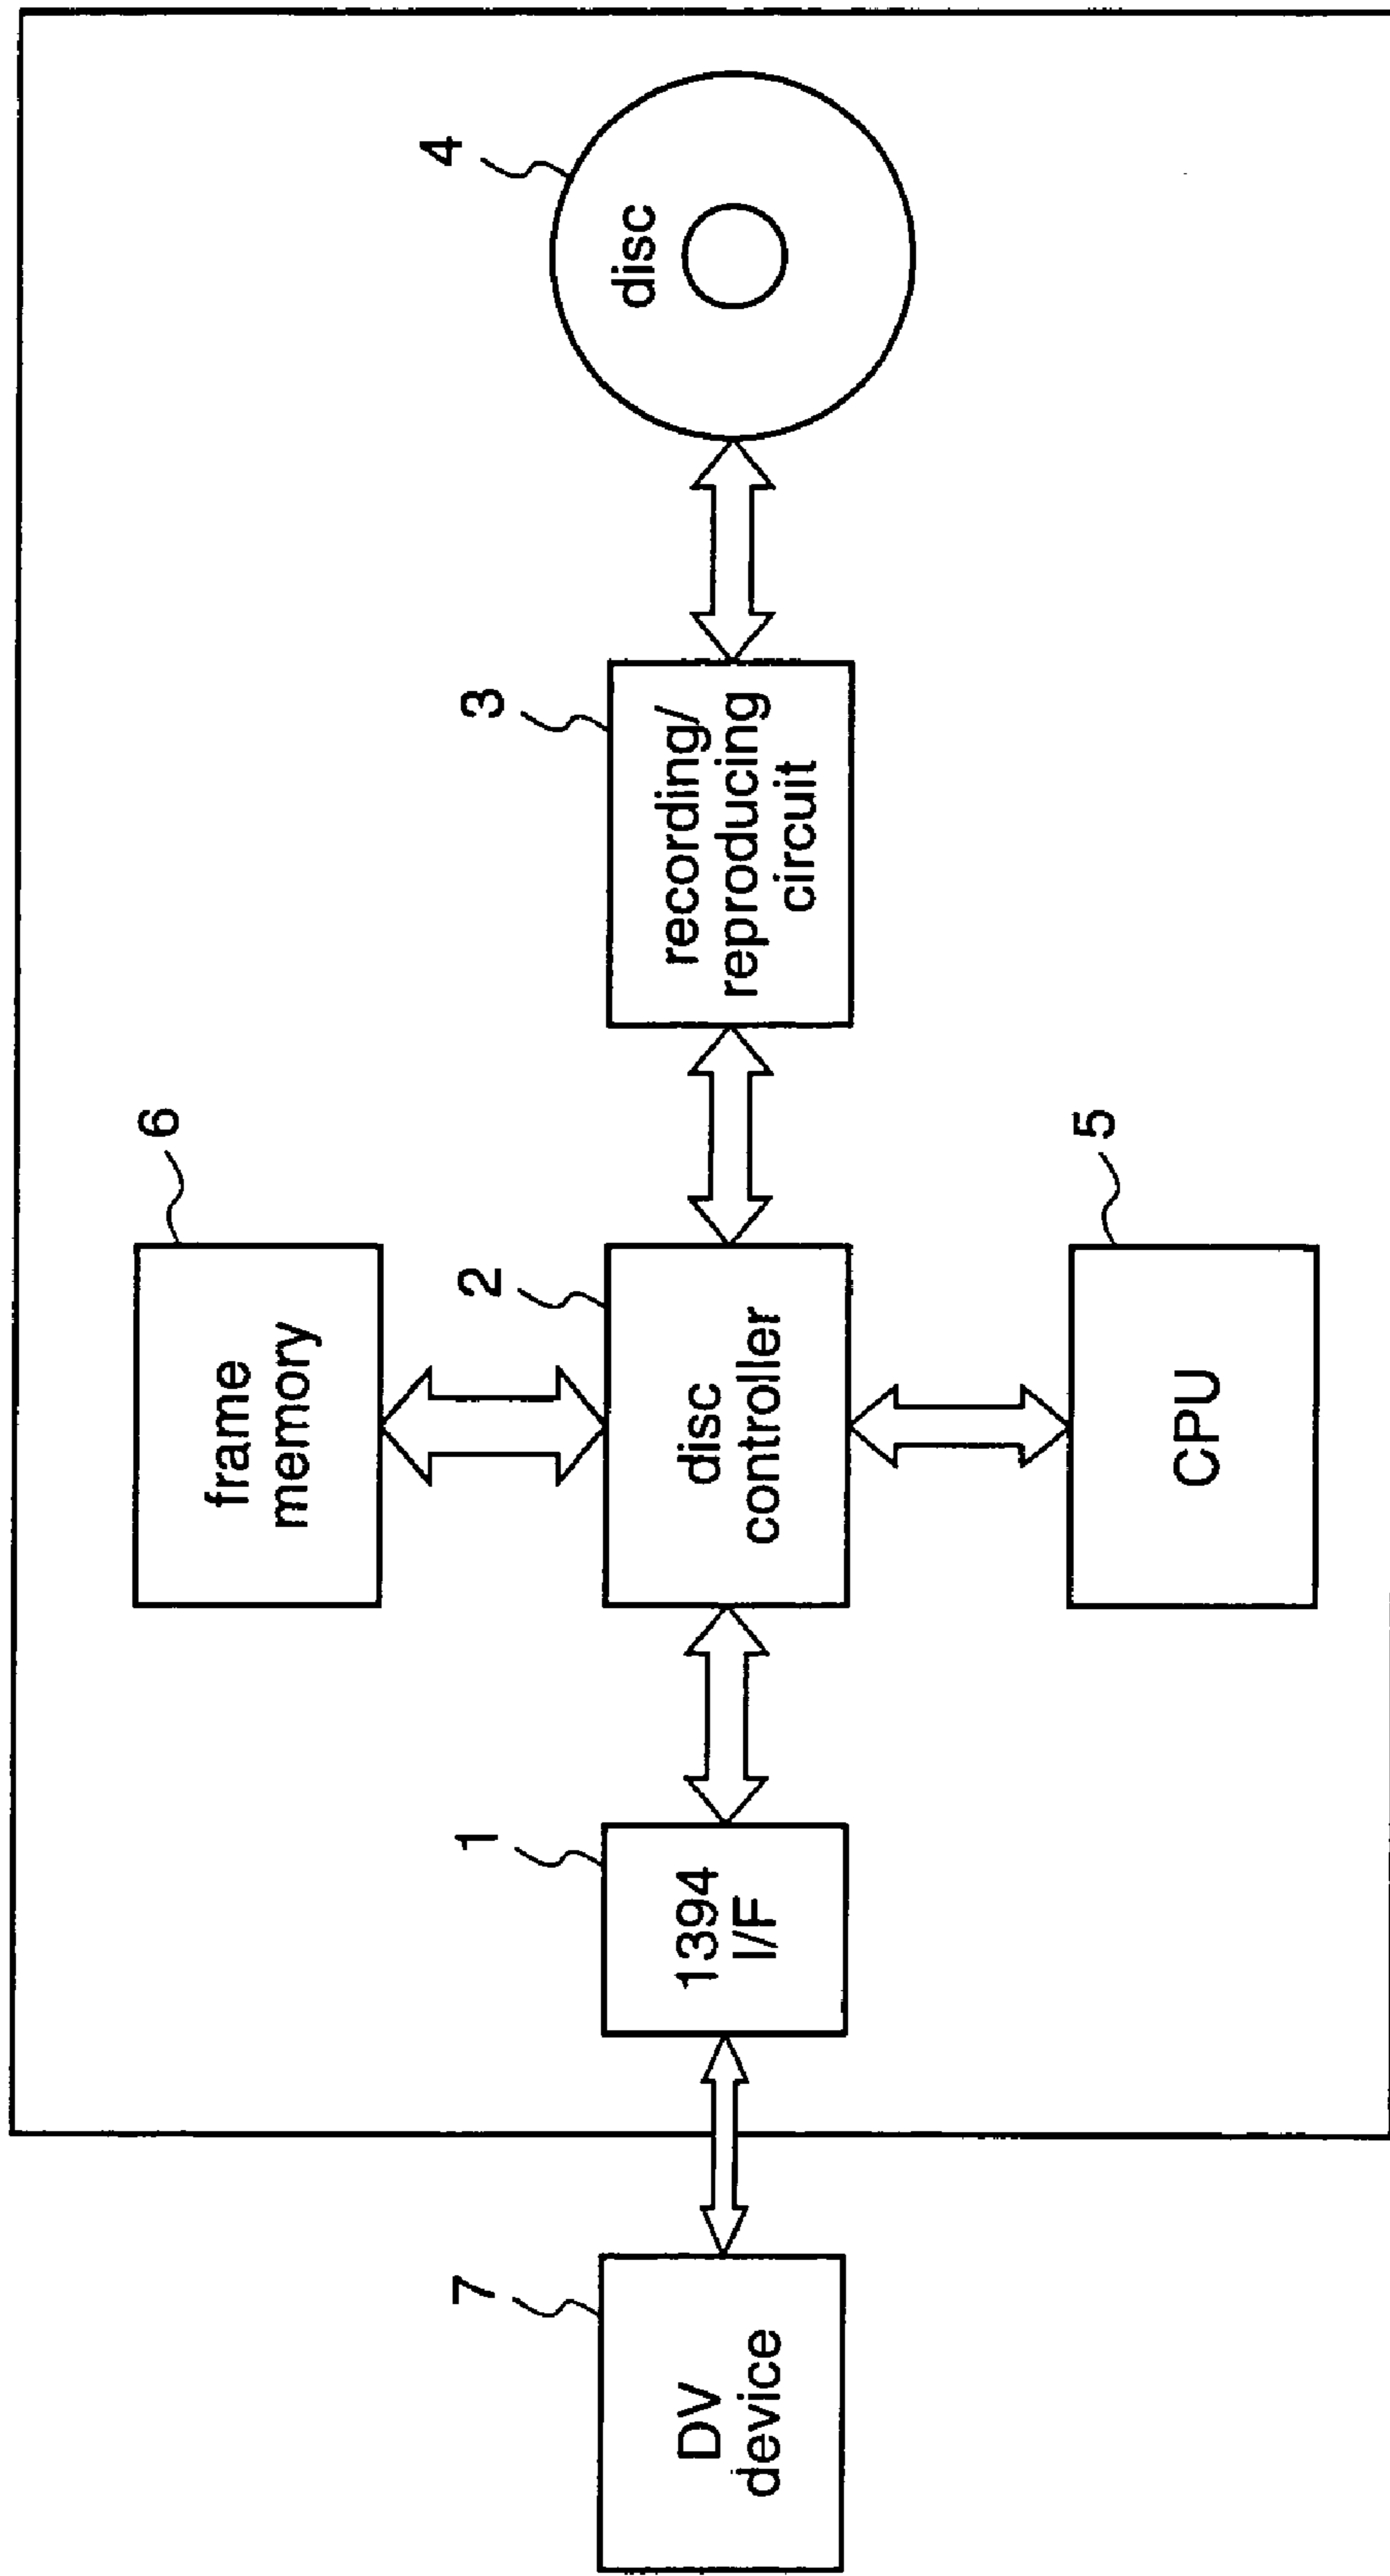 6
frame
memory
7
DV
device
1
1394
I/F
2
disc
controller
3
recording/
reproducing
circuit
4
disc
5
CPU